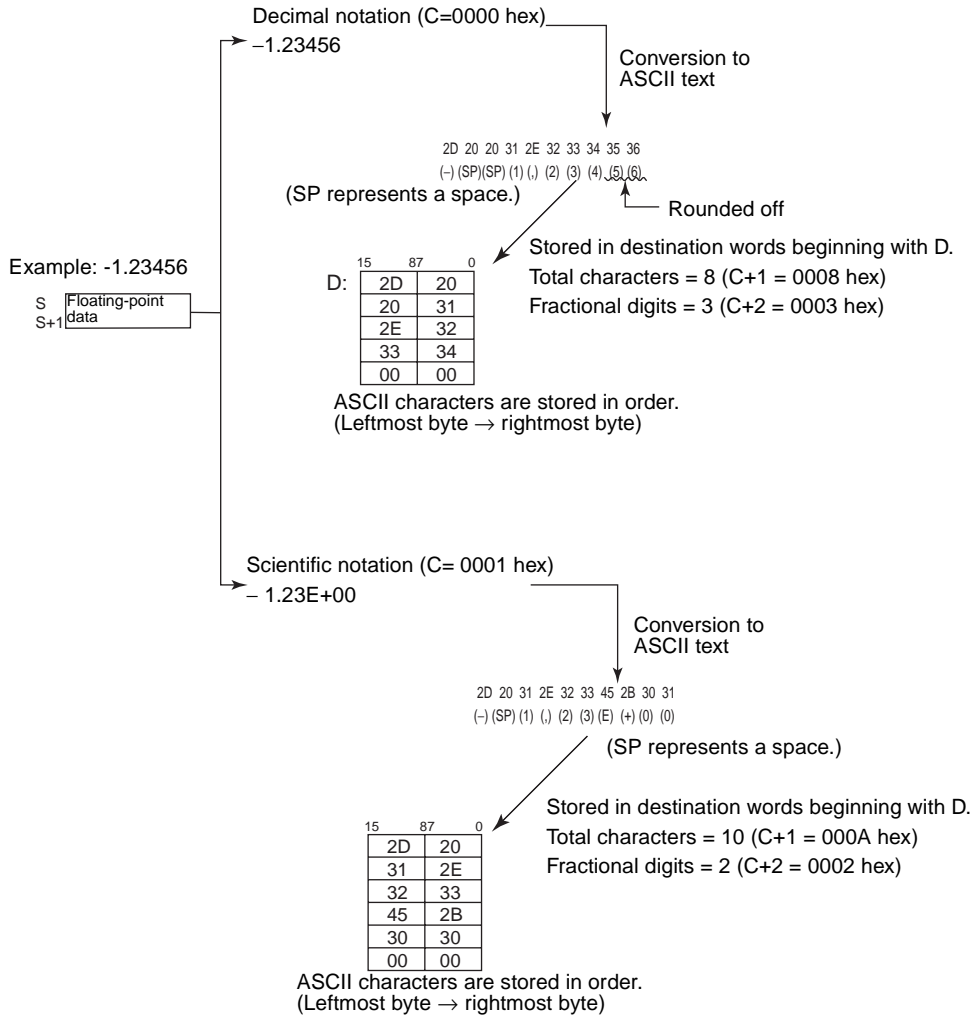 Decimal notation (C=0000 hex)
−1.23456
Conversion to
ASCII text
2D 20 20 31 2E 32 33 34 35 36
(−) (SP)(SP) (1) (,) (2) (3) (4) (5) (6)
(SP represents a space.)
Rounded off
Stored in destination words beginning with D.
Total characters = 8 (C+1 = 0008 hex)
Fractional digits = 3 (C+2 = 0003 hex)
Example: -1.23456
S
S+1
Floating-point
data
15 87 0
D:
2D 20
20 31
2E 32
33 34
00 00
ASCII characters are stored in order.
(Leftmost byte → rightmost byte)
Scientific notation (C= 0001 hex)
− 1.23E+00
Conversion to
ASCII text
2D 20 31 2E 32 33 45 2B 30 31
(−) (SP) (1) (,) (2) (3) (E) (+) (0) (0)
(SP represents a space.)
Stored in destination words beginning with D.
Total characters = 10 (C+1 = 000A hex)
Fractional digits = 2 (C+2 = 0002 hex)
15 87 0
2D 20
31 2E
32 33
45 2B
30 30
00 00
ASCII characters are stored in order.
(Leftmost byte → rightmost byte)